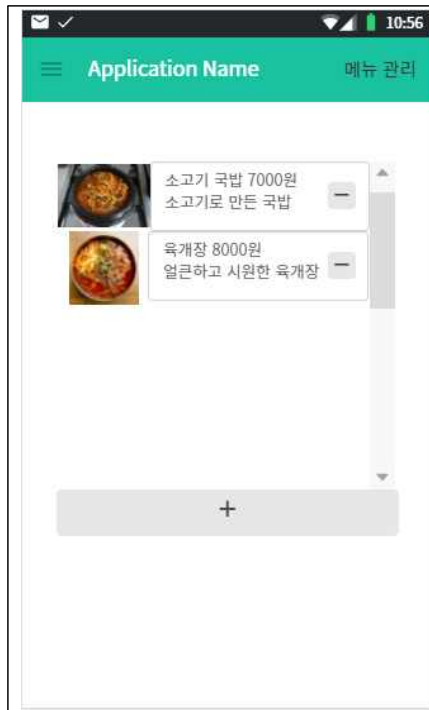 10:56
Application Name
메뉴 관리
소고기 국밥 7000원
소고기로 만든 국밥
육개장 8000원
얼큰하고 시원한 육개장